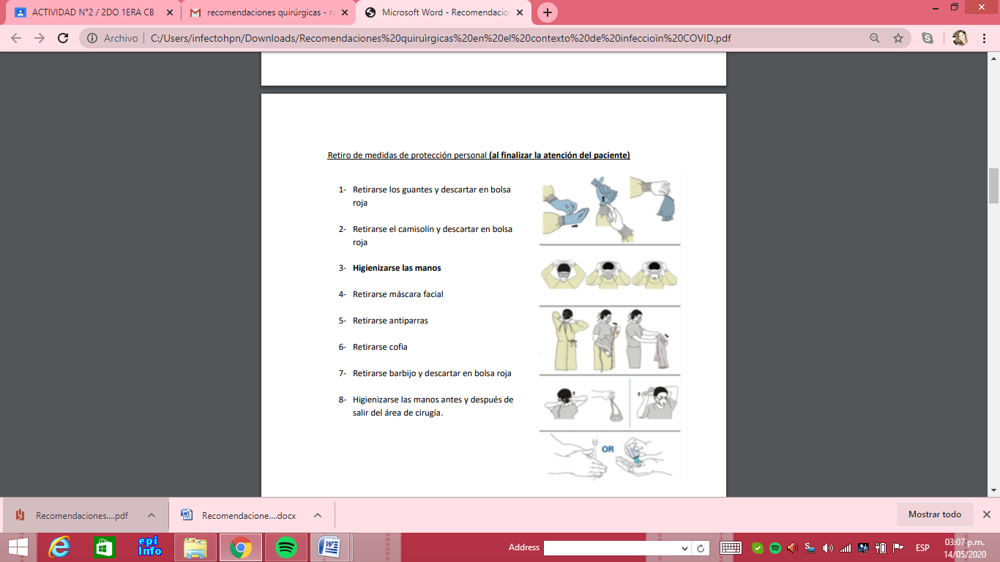 ACTIVIDAD N°2 / 2DO 1ERA CB
recomendaciones quirúrgicas - ro
Microsoft Word - Recomendacio
Archivo
C:/Users/infectohpn/Downloads/Recomendaciones%20quiruìrgicas%20en%20el%20contexto%20de%20infeccioìn%20COVID.pdf
Retiro de medidas de protección personal (al finalizar la atención del paciente)
1- Retirarse los guantes y descartar en bolsa
roja
2- Retirarse el camisolín y descartar en bolsa
roja
3- Higienizarse las manos
4- Retirarse máscara facial
5- Retirarse antiparras
6- Retirarse cofia
7- Retirarse barbijo y descartar en bolsa roja
8- Higienizarse las manos antes y después de
salir del área de cirugía.
OR
Recomendaciones....pdf
Recomendacione....docx
Mostrar todo
epi
Info
Address
ESP
03:07 p.m.
14/05/2020